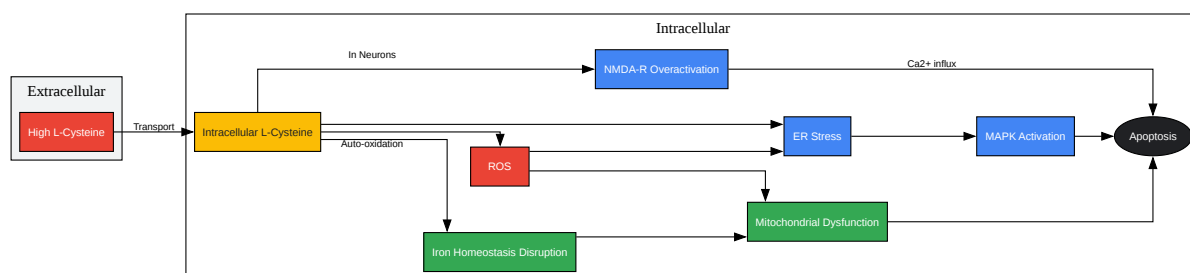 Intracellular
In Neurons
NMDA-R Overactivation
Ca2+ influx
Extracellular
High L-Cysteine
Transport
Intracellular L-Cysteine
Auto-oxidation
ROS
ER Stress
MAPK Activation
Apoptosis
Mitochondrial Dysfunction
Iron Homeostasis Disruption